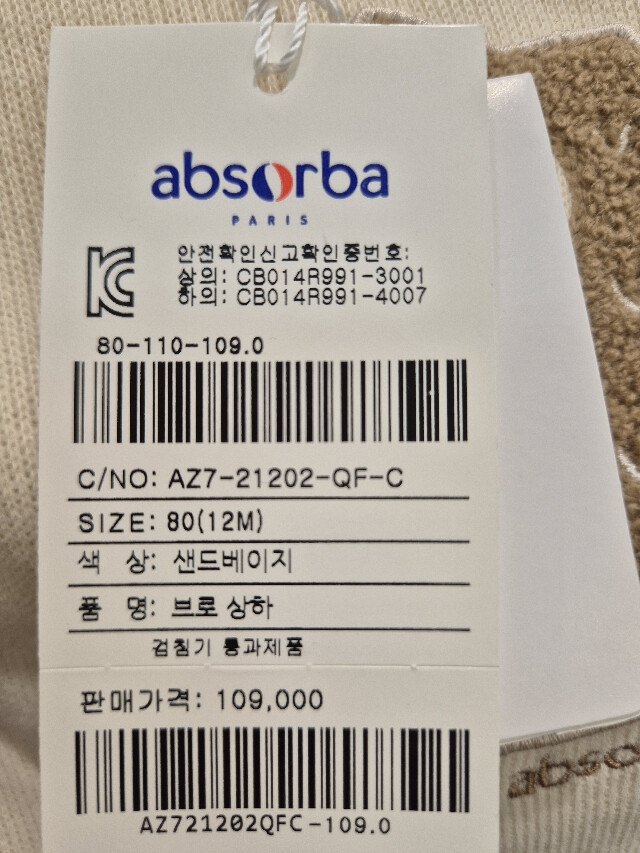 absorba
PARIS
안전확인신고확인증번호:
상의: CB014R991-3001
하의: CB014R991-4007
80-110-109.0
C/NO: AZ7-21202-QF-C
SIZE: 80(12M)
색 상: 샌드베이지
품 명: 브로 상하
검침기 통과제품
판매가격: 109,000
AZ721202QFC-109.0
abso